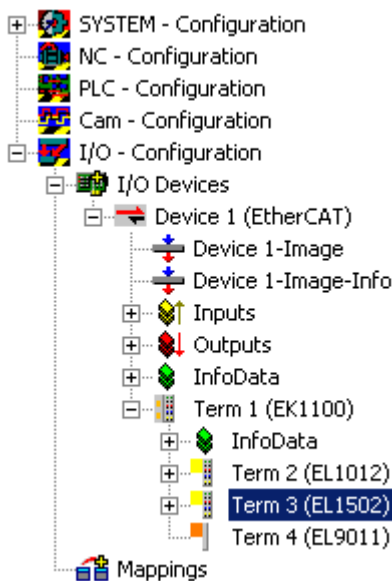 SYSTEM - Configuration
NC - Configuration
PLC - Configuration
Cam - Configuration
I/O - Configuration
I/O Devices
Device 1 (EtherCAT)
Device 1-Image
Device 1-Image-Info
Inputs
Outputs
InfoData
Term 1 (EK1100)
InfoData
Term 2 (EL1012)
Term 3 (EL1502)
Term 4 (EL9011)
Mappings